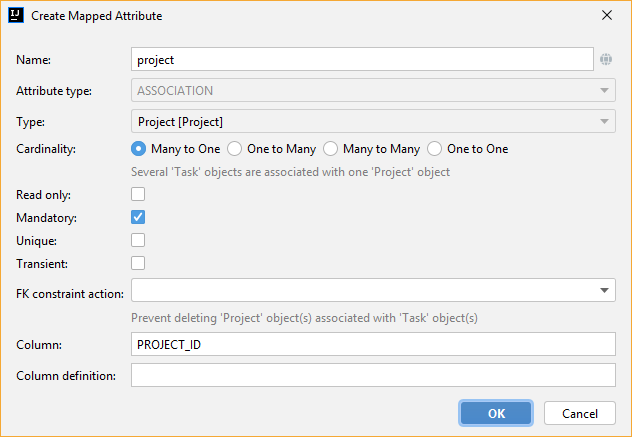 IJ Create Mapped Attribute
Name: project
Attribute type: ASSOCIATION
Type: Project [Project]
Cardinality: Many to One One to Many Many to Many One to One
Several 'Task' objects are associated with one 'Project' object
Read only:
Mandatory:
Unique:
Transient:
FK constraint action:
Prevent deleting 'Project' object(s) associated with 'Task' object(s)
Column: PROJECT_ID
Column definition:
OK Cancel